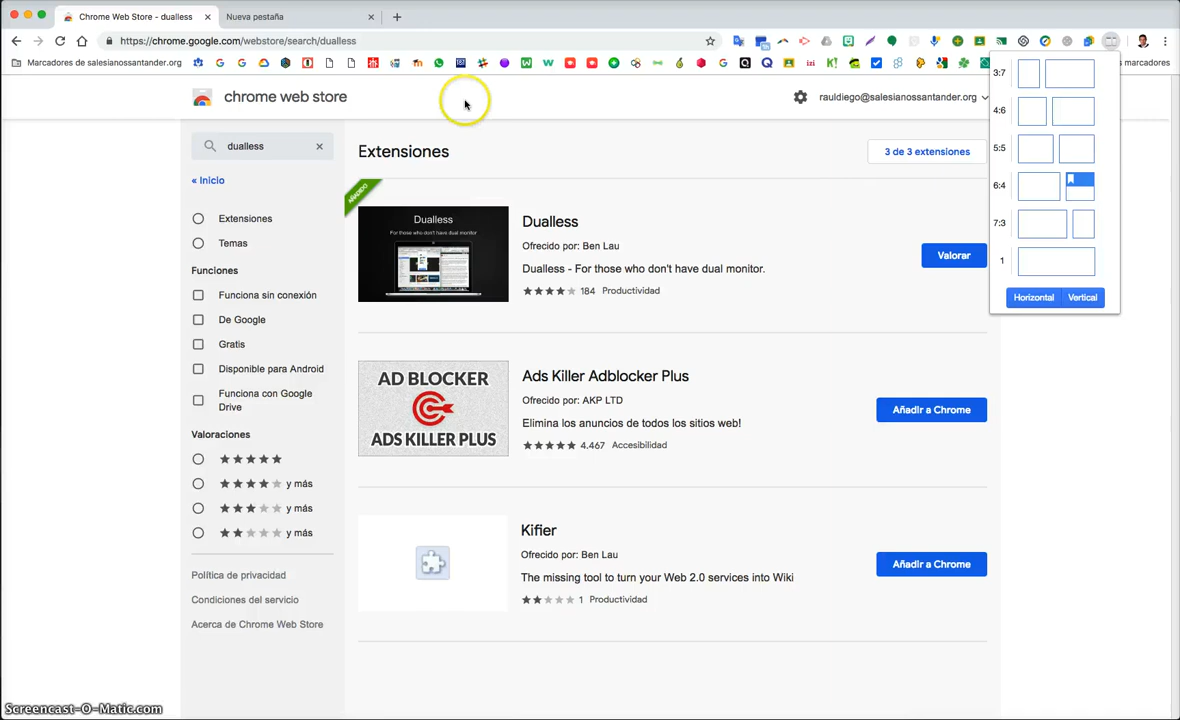 Chrome Web Store - dualless
Nueva pestaña
https://chrome.google.com/webstore/search/dualless
Marcadores de salesianossantander.org
marcadores
chrome web store
rauldiego@salesianossantander.org
3:7
4:6
5:5
6:4
7:3
1
Horizontal Vertical
dualless
« Inicio
Extensiones
Temas
Funciones
Funciona sin conexión
De Google
Gratis
Disponible para Android
Funciona con Google
Drive
Valoraciones
y más
y más
y más
Política de privacidad
Condiciones del servicio
Acerca de Chrome Web Store
Extensiones
3 de 3 extensiones
AÑADIDO
Dualless
For those who don't have dual monitor
Dualless
Ofrecido por: Ben Lau
Dualless - For those who don't have dual monitor.
184 Productividad
Valorar
AD BLOCKER
ADS KILLER PLUS
Ads Killer Adblocker Plus
Ofrecido por: AKP LTD
Elimina los anuncios de todos los sitios web!
4.467 Accesibilidad
Añadir a Chrome
Kifier
Ofrecido por: Ben Lau
The missing tool to turn your Web 2.0 services into Wiki
1 Productividad
Añadir a Chrome
Screencast-O-Matic.com